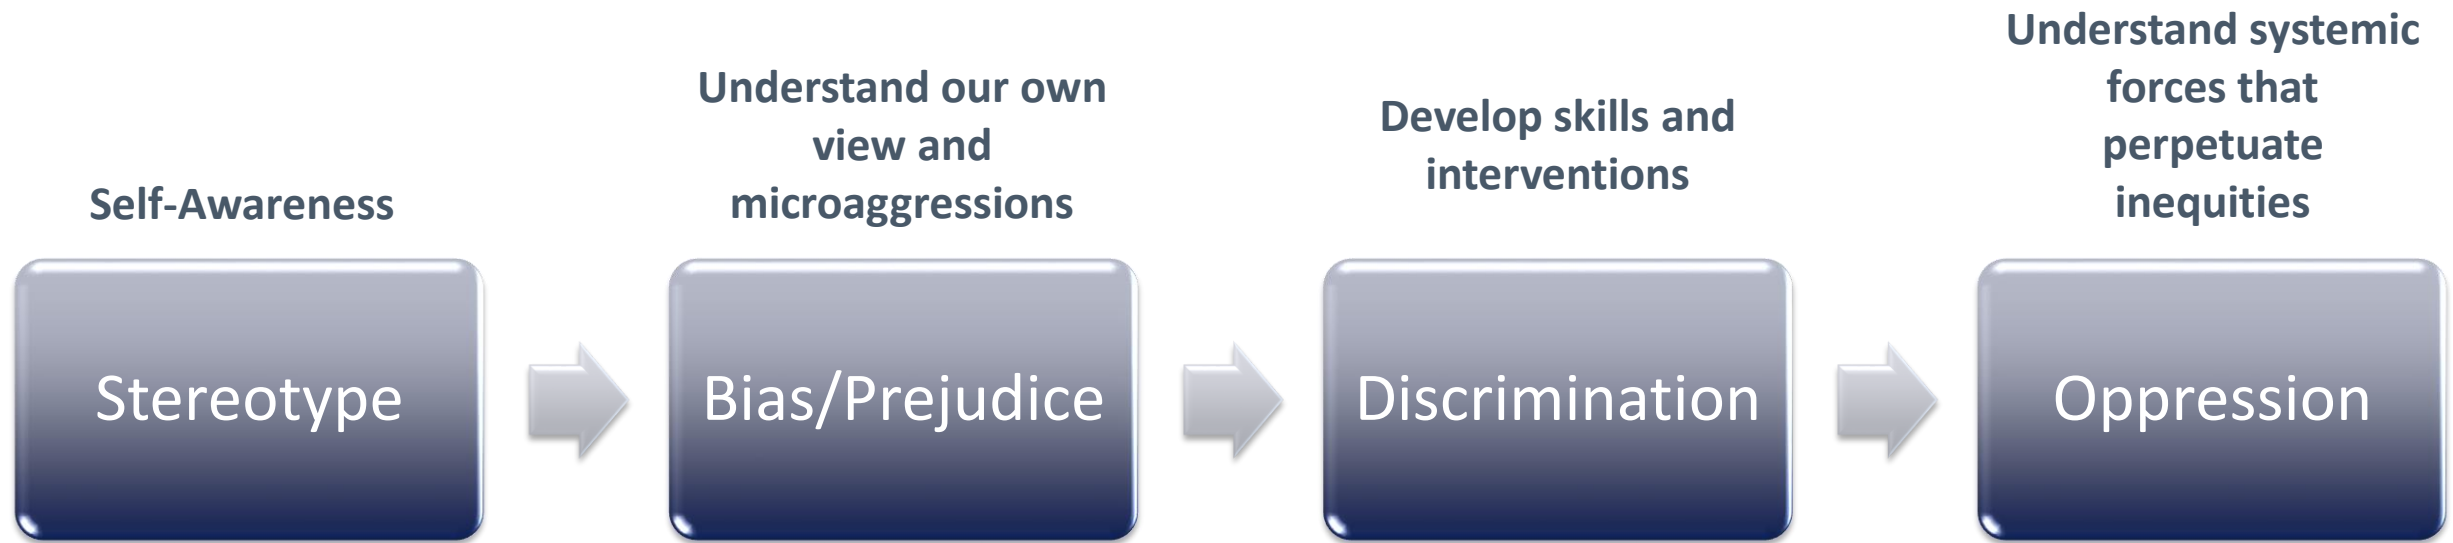 Self-Awareness
Stereotype
Understand our own
view and
microaggressions
Bias/Prejudice
Develop skills and
interventions
Discrimination
Understand systemic
forces that
perpetuate
inequities
Oppression